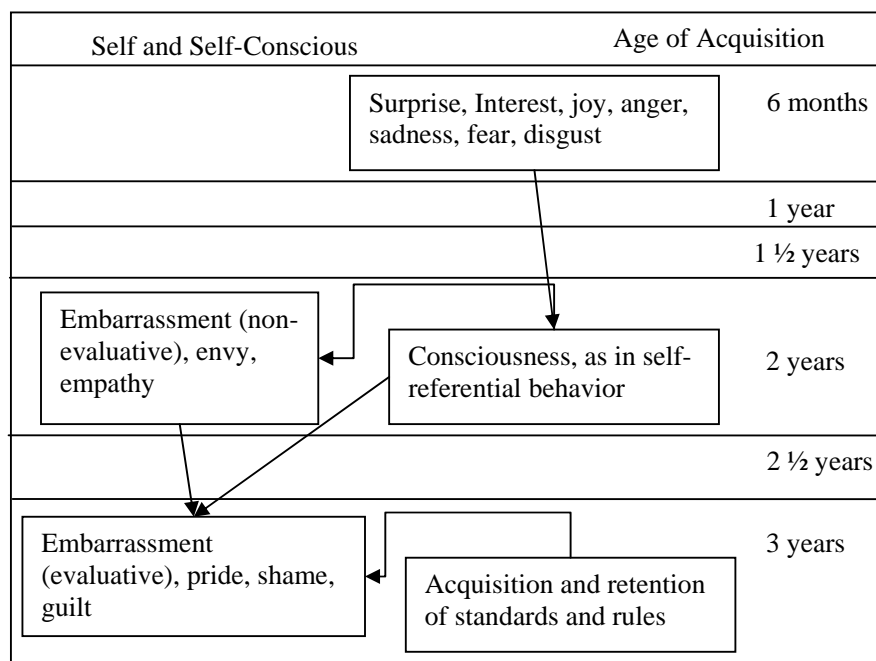 Self and Self-Conscious
Age of Acquisition
Surprise, Interest, joy, anger,
sadness, fear, disgust
6 months
1 year
1 ½ years
Embarrassment (non-
evaluative), envy,
empathy
Consciousness, as in self-
referential behavior
2 years
2 ½ years
Embarrassment
(evaluative), pride, shame,
guilt
Acquisition and retention
of standards and rules
3 years